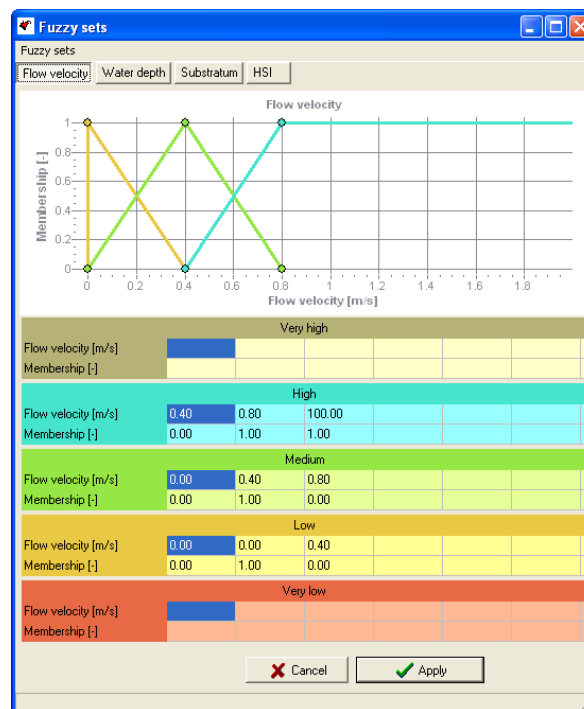 Fuzzy sets
Fuzzy sets
Flow velocity Water depth Substratum HSI
Flow velocity
1
0.8
0.6
0.4
0.2
0
Membership [-]
0 0.2 0.4 0.6 0.8 1 1.2 1.4 1.6 1.8
Flow velocity [m/s]
Very high
Flow velocity [m/s]
Membership [-]
High
Flow velocity [m/s] 0.40 0.80 100.00
Membership [-] 0.00 1.00 1.00
Medium
Flow velocity [m/s] 0.00 0.40 0.80
Membership [-] 0.00 1.00 0.00
Low
Flow velocity [m/s] 0.00 0.00 0.40
Membership [-] 0.00 1.00 0.00
Very low
Flow velocity [m/s]
Membership [-]
Cancel Apply